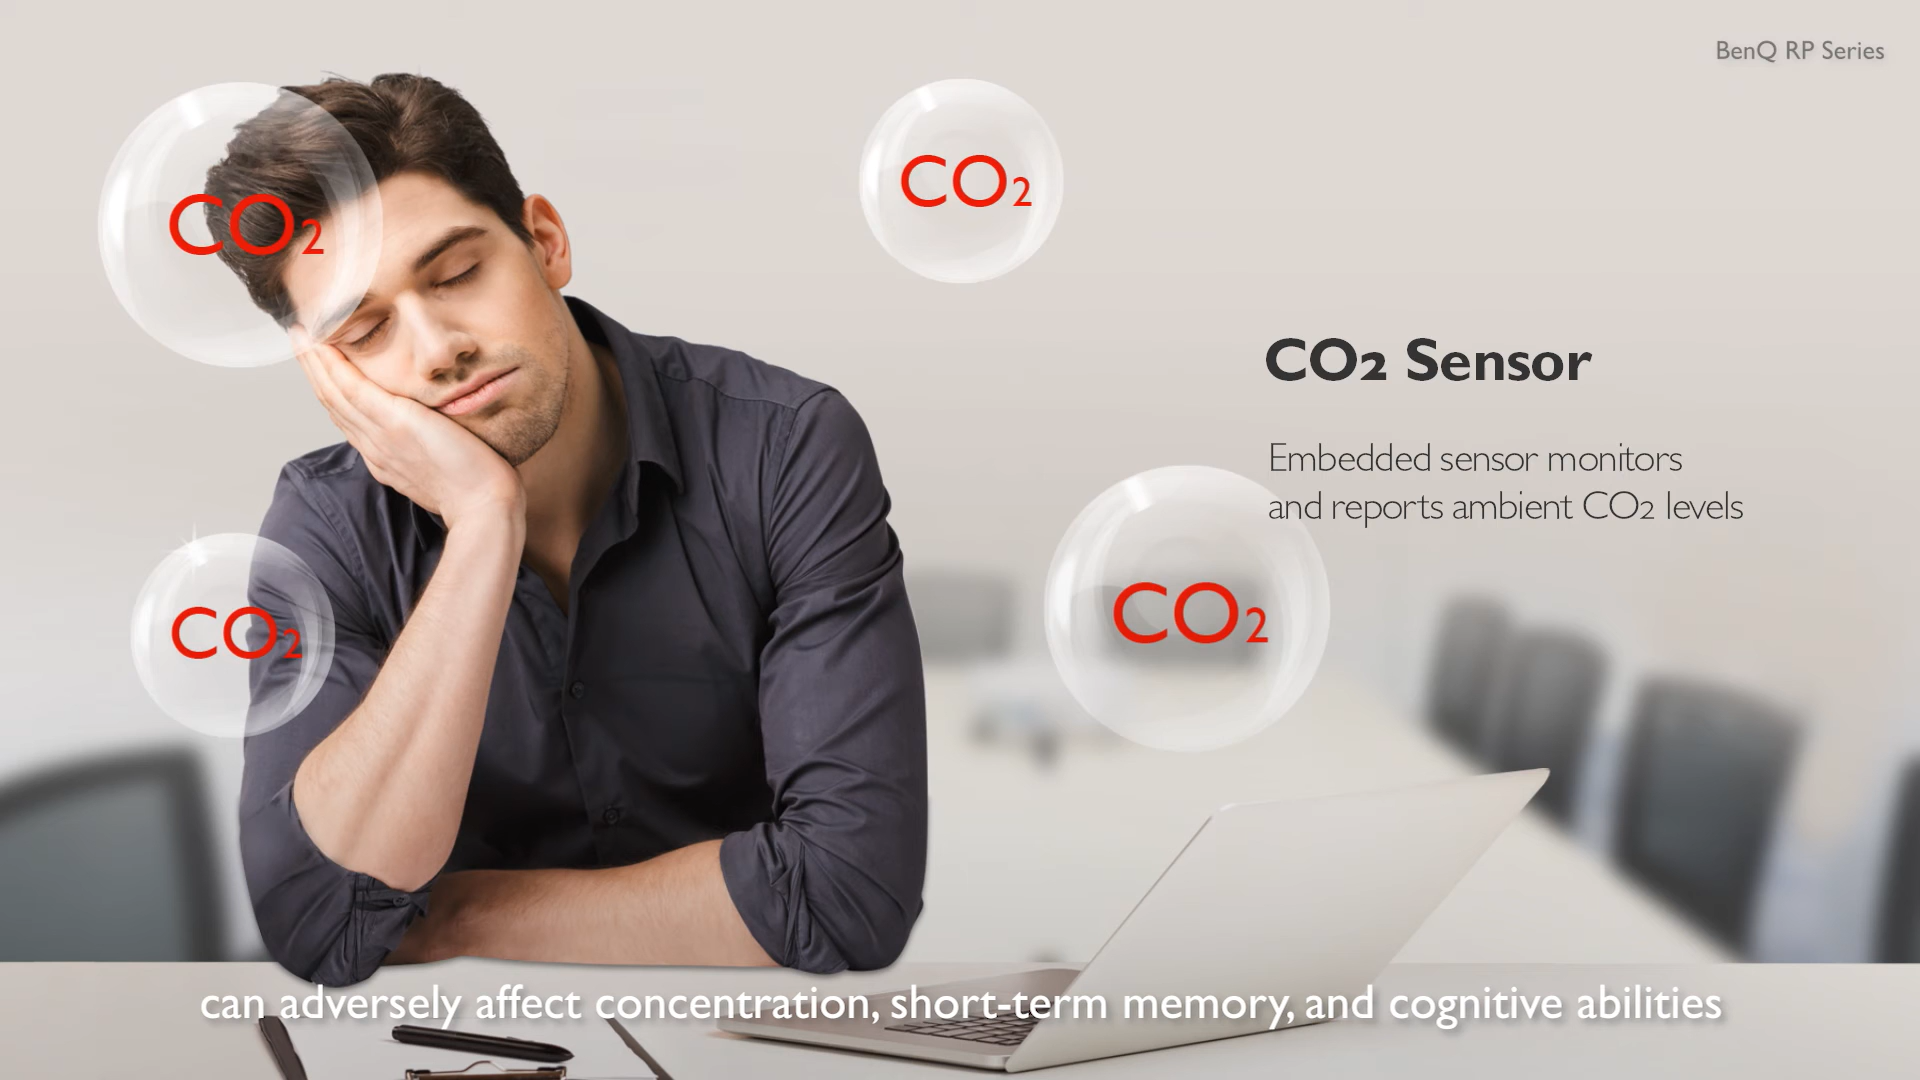 BenQ RP Series
CO2
CO2
CO2 Sensor
Embedded sensor monitors
and reports ambient CO2 levels
CO2
CO2
can adversely affect concentration, short-term memory, and cognitive abilities